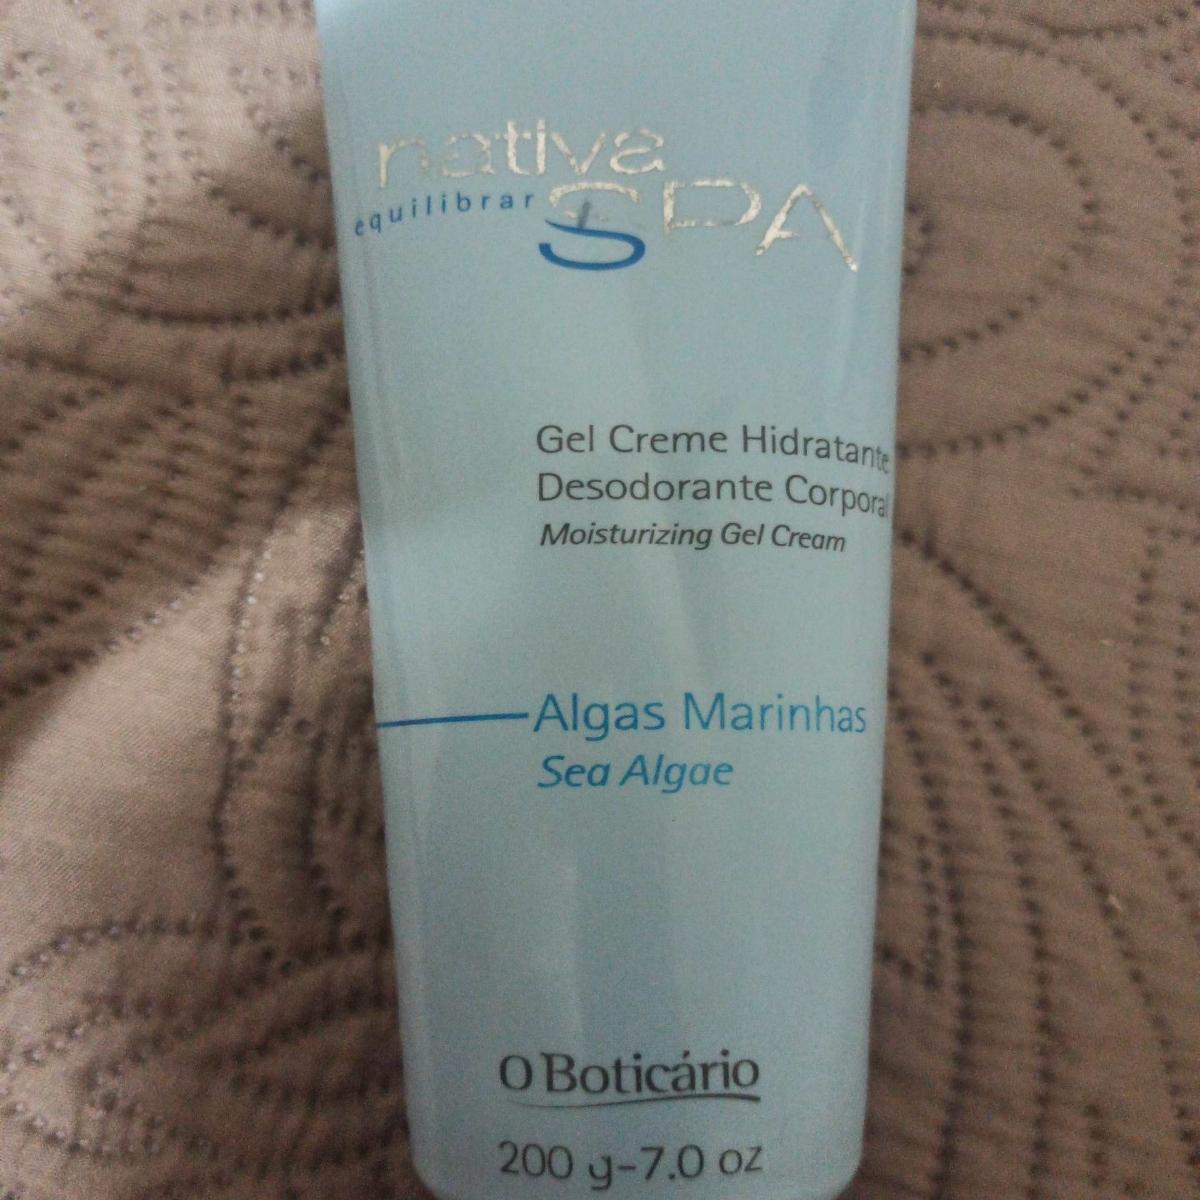 nativa
equilibrar SPA
Gel Creme Hidratante
Desodorante Corporal
Moisturizing Gel Cream
Algas Marinhas
Sea Algae
O Boticário
200 g-7.0 oz